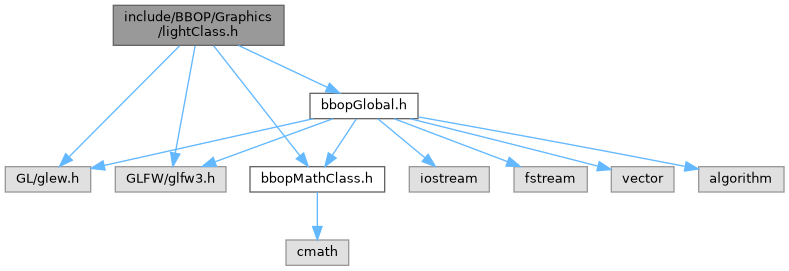 include/BBOP/Graphics
/lightClass.h
bbopGlobal.h
GL/glew.h
GLFW/glfw3.h
bbopMathClass.h
iostream
fstream
vector
algorithm
cmath